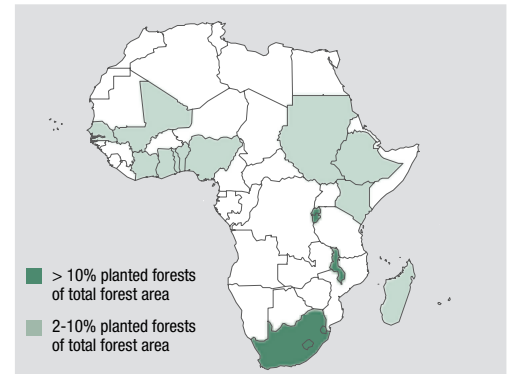 > 10% planted forests
of total forest area
2-10% planted forests
of total forest area